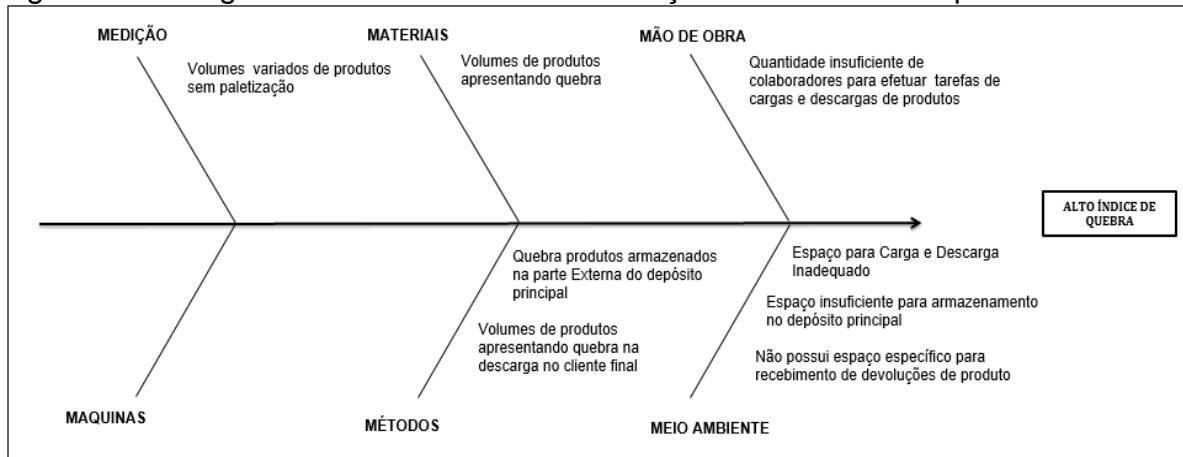 MEDIÇÃO
Volumes variados de produtos
sem paletização
MATERIAIS
Volumes de produtos
apresentando quebra
MÃO DE OBRA
Quantidade insuficiente de
colaboradores para efetuar tarefas de
cargas e descargas de produtos
ALTO ÍNDICE DE
QUEBRA
MAQUINAS
Quebra produtos armazenados
na parte Externa do depósito
principal
Volumes de produtos
apresentando quebra na
descarga no cliente final
MÉTODOS
Espaço para Carga e Descarga
Inadequado
Espaço insuficiente para armazenamento
no depósito principal
Não possui espaço específico para
recebimento de devoluções de produto
MEIO AMBIENTE